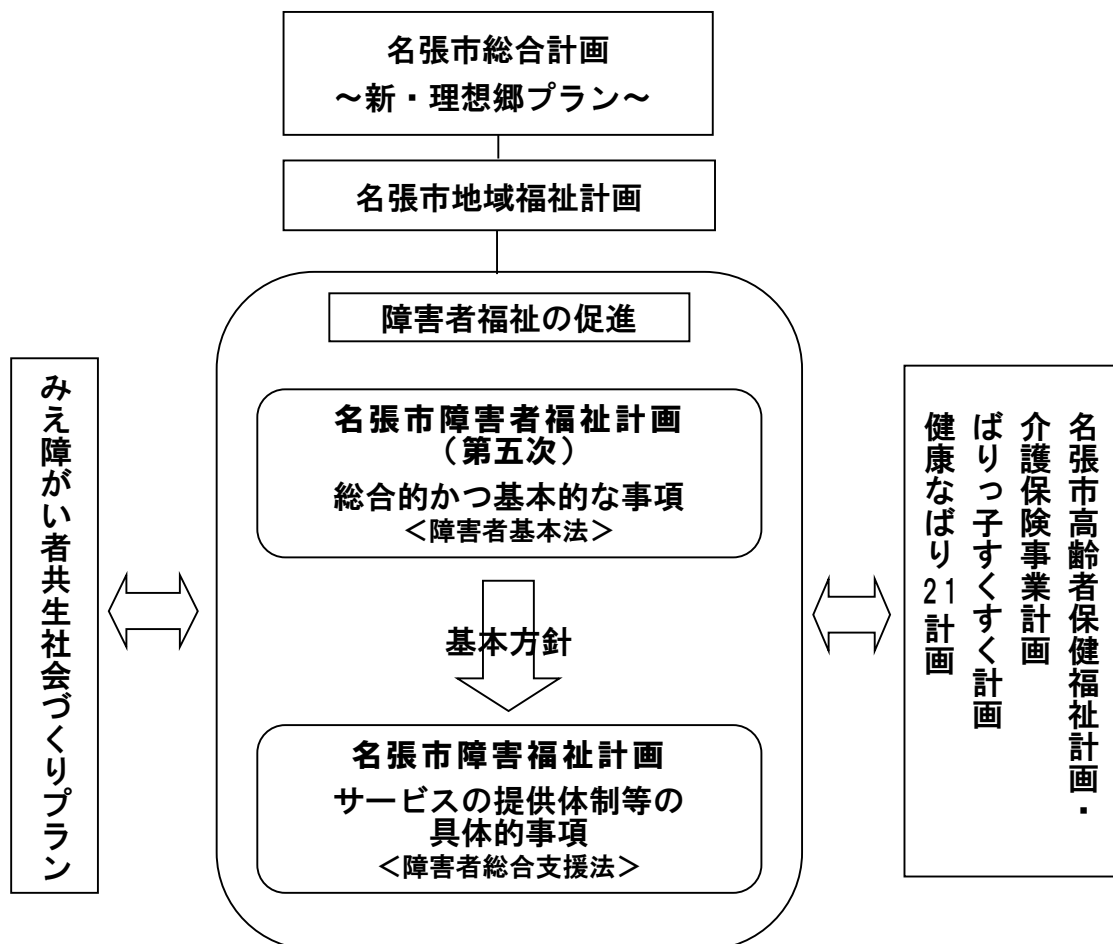 名張市総合計画
～新・理想郷プラン～
名張市地域福祉計画
障害者福祉の促進
みえ障がい者共生社会づくりプラン
名張市障害者福祉計画
（第五次）
総合的かつ基本的な事項
＜障害者基本法＞
基本方針
名張市障害福祉計画
サービスの提供体制等の
具体的事項
＜障害者総合支援法＞
名張市高齢者保健福祉計画・
介護保険事業計画
ばりっ子すくすく計画
健康なばり21計画